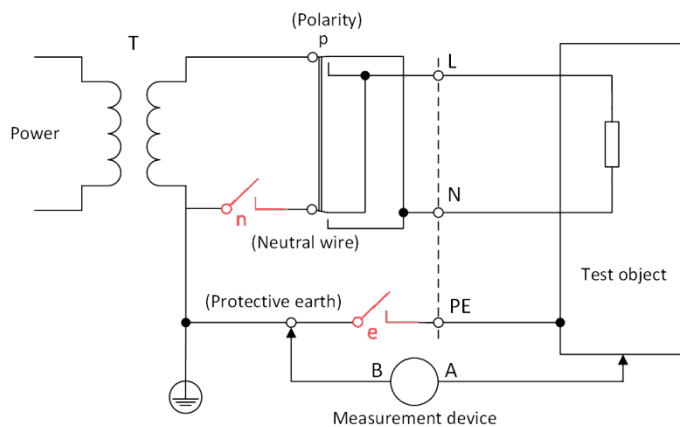 (Polarity)
T
p
L
Power
N
n
(Neutral wire)
Test object
(Protective earth)
PE
e
B
A
Measurement device